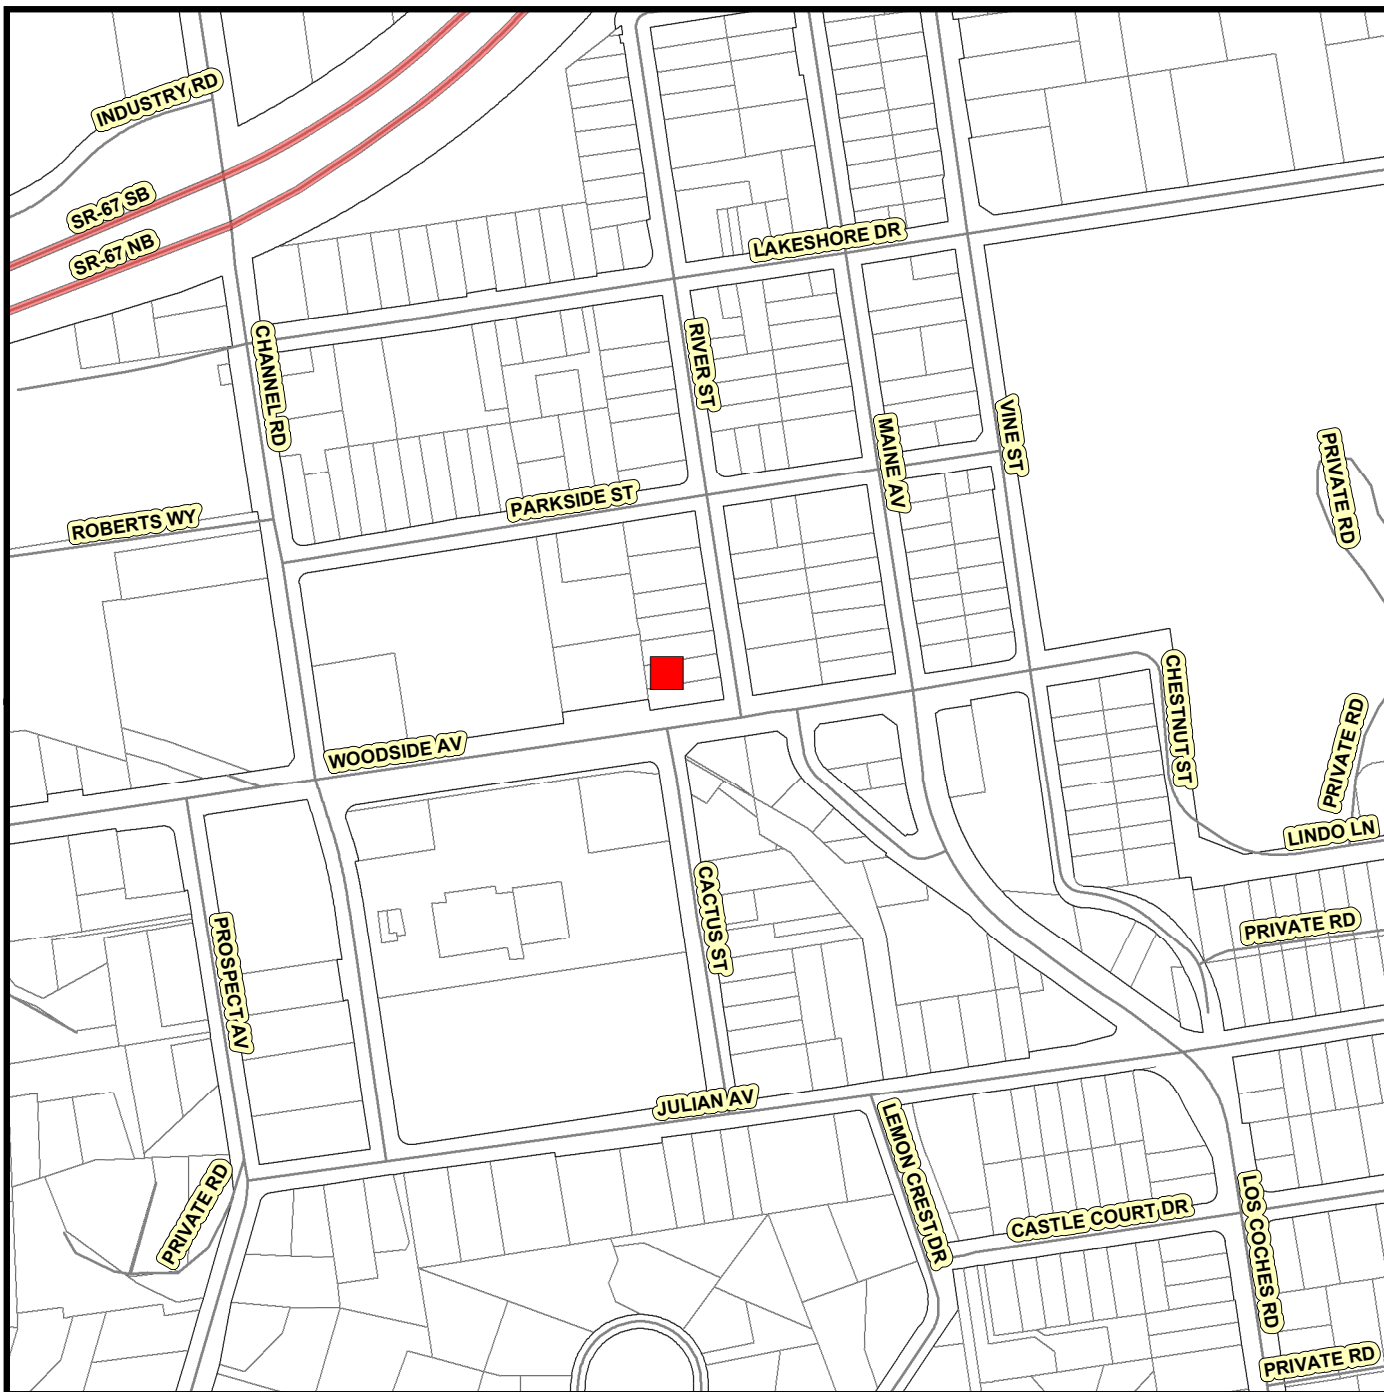 INDUSTRY RD
SR-67 SB
SR-67 NB
LAKESHORE DR
CHANNEL RD
RIVER ST
MAINE AV
VINE ST
PRIVATE RD
PARKSIDE ST
ROBERTS WY
WOODSIDE AV
CHESTNUT ST
PRIVATE RD
LINDO LN
CACTUS ST
PROSPECT AV
PRIVATE RD
JULIAN AV
LEMON CREST DR
PRIVATE RD
CASTLE COURT DR
LOS COCHES RD
PRIVATE RD